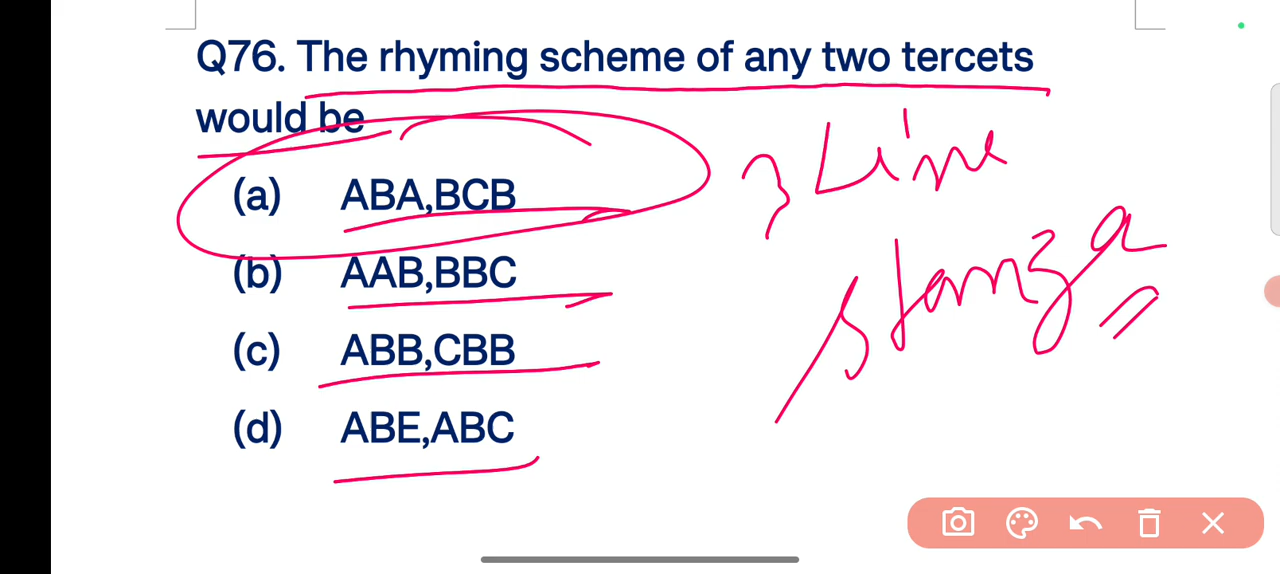 Q76. The rhyming scheme of any two tercets
would be
(a) ABA,BCB
(b) AAB,BBC
(c) ABB,CBB
(d) ABE,ABC
3 Line
stanza